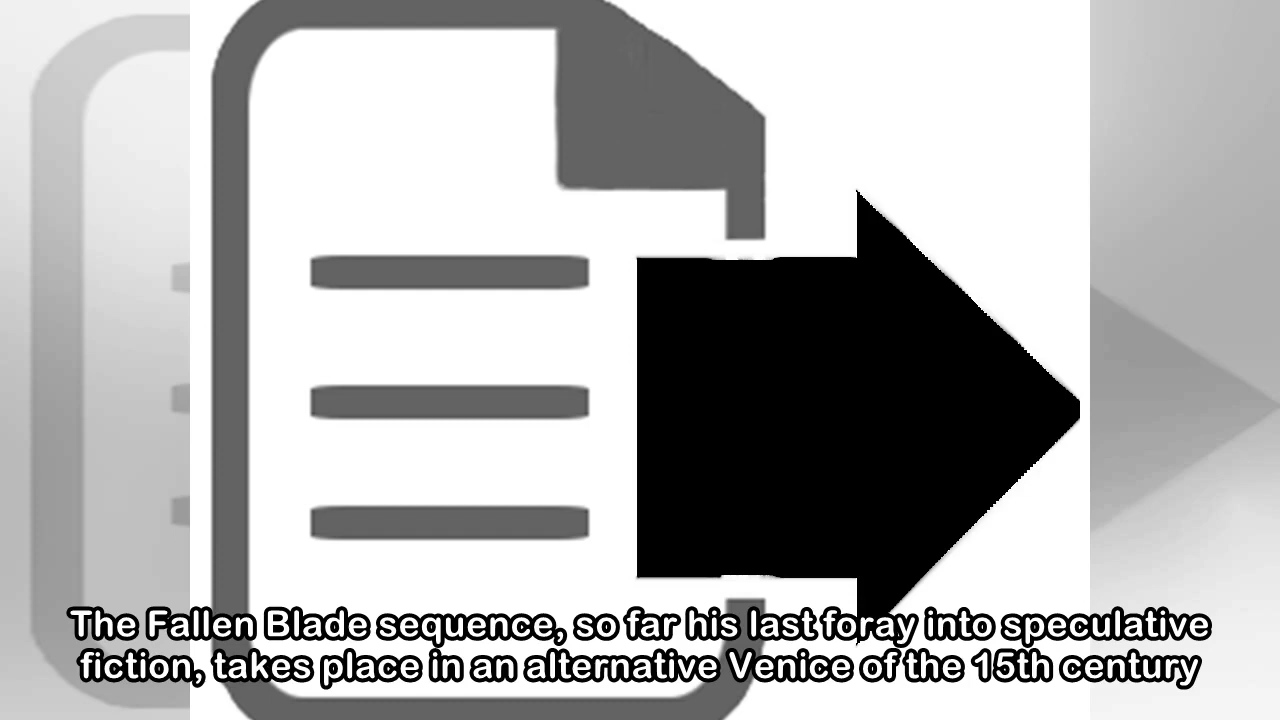 The Fallen Blade sequence, so far his last foray into speculative
fiction, takes place in an alternative Venice of the 15th century